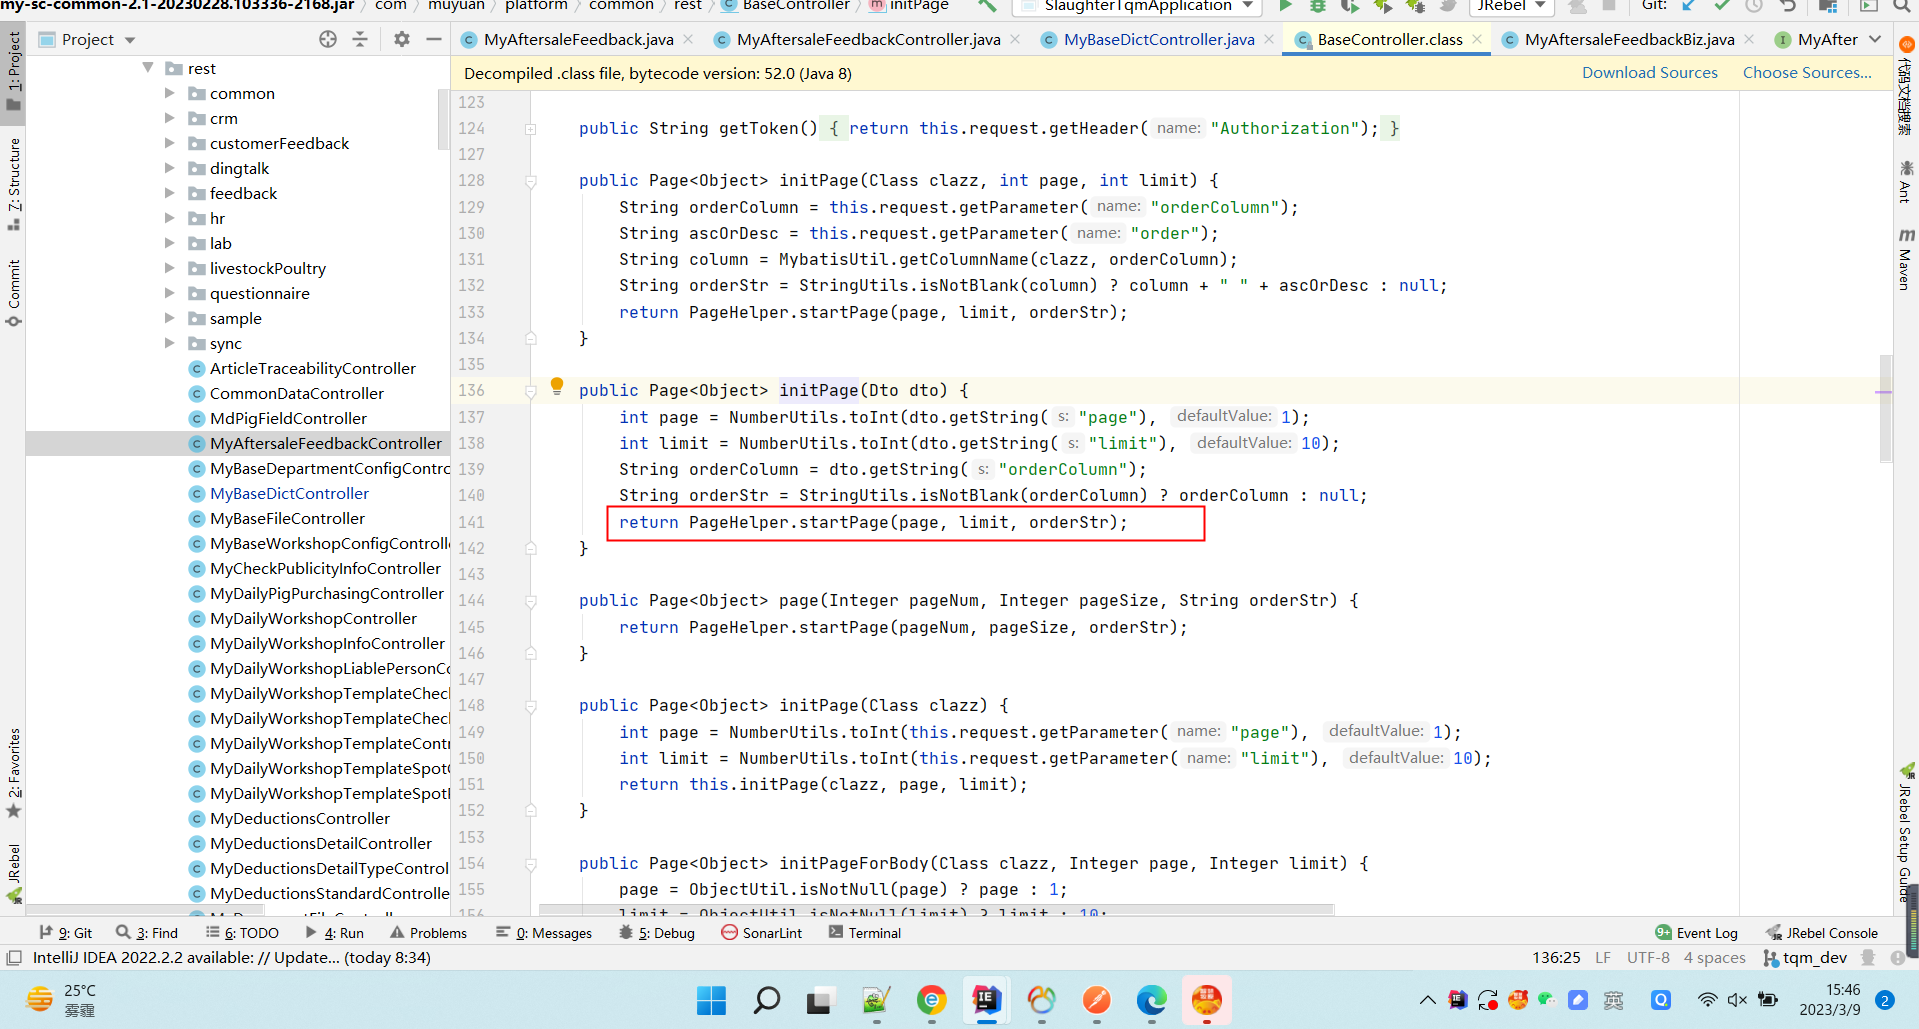 my-sc-common-2.1-20230228.103336-2168.jar com muyuan platform common rest BaseController initPage SlaughterTqmApplication JRebel Git:
Project
MyAftersaleFeedback.java MyAftersaleFeedbackController.java MyBaseDictController.java BaseController.class MyAftersaleFeedbackBiz.java MyAfter
Decompiled .class file, bytecode version: 52.0 (Java 8) Download Sources Choose Sources...
1: Project
7: Structure
Commit
2: Favorites
JRebel
rest
common
crm
customerFeedback
dingtalk
feedback
hr
lab
livestockPoultry
questionnaire
sample
sync
ArticleTraceabilityController
CommonDataController
MdPigFieldController
MyAftersaleFeedbackController
MyBaseDepartmentConfigContro
MyBaseDictController
MyBaseFileController
MyBaseWorkshopConfigControll
MyCheckPublicityInfoController
MyDailyPigPurchasingController
MyDailyWorkshopController
MyDailyWorkshopInfoController
MyDailyWorkshopLiablePersonCo
MyDailyWorkshopTemplateChec
MyDailyWorkshopTemplateChec
MyDailyWorkshopTemplateContr
MyDailyWorkshopTemplateSpot
MyDailyWorkshopTemplateSpot
MyDeductionsController
MyDeductionsDetailController
MyDeductionsDetailTypeControl
MyDeductionsStandardControlle
123
124 public String getToken() { return this.request.getHeader( name: "Authorization"); }
127
128 public Page<Object> initPage(Class clazz, int page, int limit) {
129 String orderColumn = this.request.getParameter( name: "orderColumn");
130 String ascOrDesc = this.request.getParameter( name: "order");
131 String column = MybatisUtil.getColumnName(clazz, orderColumn);
132 String orderStr = StringUtils.isNotBlank(column) ? column + " " + ascOrDesc : null;
133 return PageHelper.startPage(page, limit, orderStr);
134 }
135
136 public Page<Object> initPage(Dto dto) {
137 int page = NumberUtils.toInt(dto.getString( s: "page"), defaultValue: 1);
138 int limit = NumberUtils.toInt(dto.getString( s: "limit"), defaultValue: 10);
139 String orderColumn = dto.getString( s: "orderColumn");
140 String orderStr = StringUtils.isNotBlank(orderColumn) ? orderColumn : null;
141 return PageHelper.startPage(page, limit, orderStr);
142 }
143
144 public Page<Object> page(Integer pageNum, Integer pageSize, String orderStr) {
145 return PageHelper.startPage(pageNum, pageSize, orderStr);
146 }
147
148 public Page<Object> initPage(Class clazz) {
149 int page = NumberUtils.toInt(this.request.getParameter( name: "page"), defaultValue: 1);
150 int limit = NumberUtils.toInt(this.request.getParameter( name: "limit"), defaultValue: 10);
151 return this.initPage(clazz, page, limit);
152 }
153
154 public Page<Object> initPageForBody(Class clazz, Integer page, Integer limit) {
155 page = ObjectUtil.isNotNull(page) ? page : 1;
156 limit = ObjectUtil.isNotNull(limit) ? limit : 10;
代码文档搜索
Ant
Maven
JRebel Setup Guide
9: Git 3: Find 6: TODO 4: Run Problems 0: Messages 5: Debug SonarLint Terminal Event Log JRebel Console
IntelliJ IDEA 2022.2.2 available: // Update... (today 8:34) 136:25 LF UTF-8 4 spaces tqm_dev
25°C
雾霾
英
15:46
2023/3/9
2